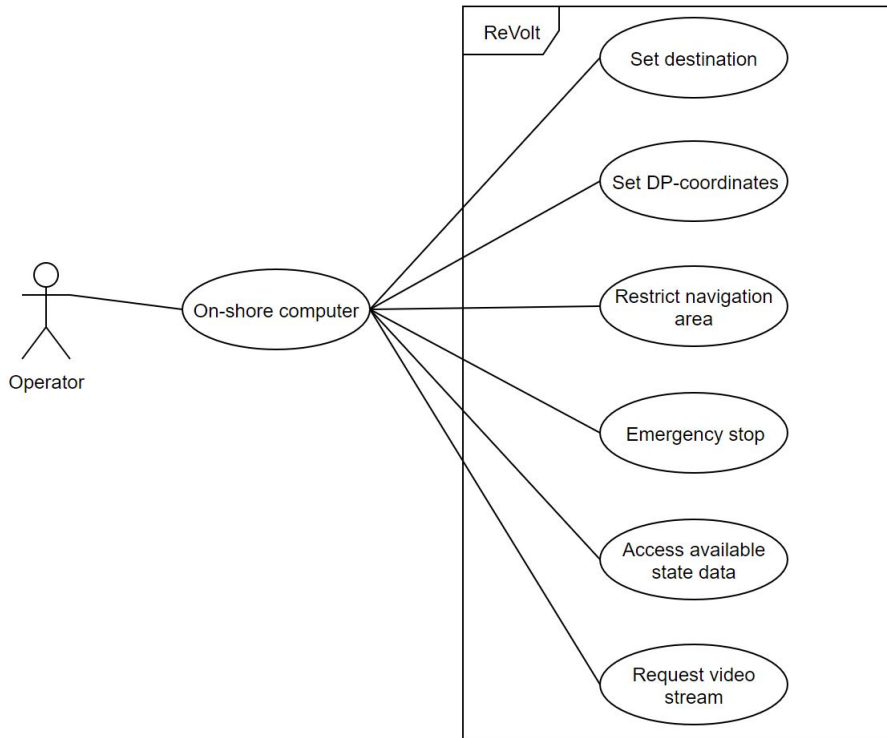 ReVolt
Set destination
Set DP-coordinates
Restrict navigation
area
On-shore computer
Operator
Emergency stop
Access available
state data
Request video
stream